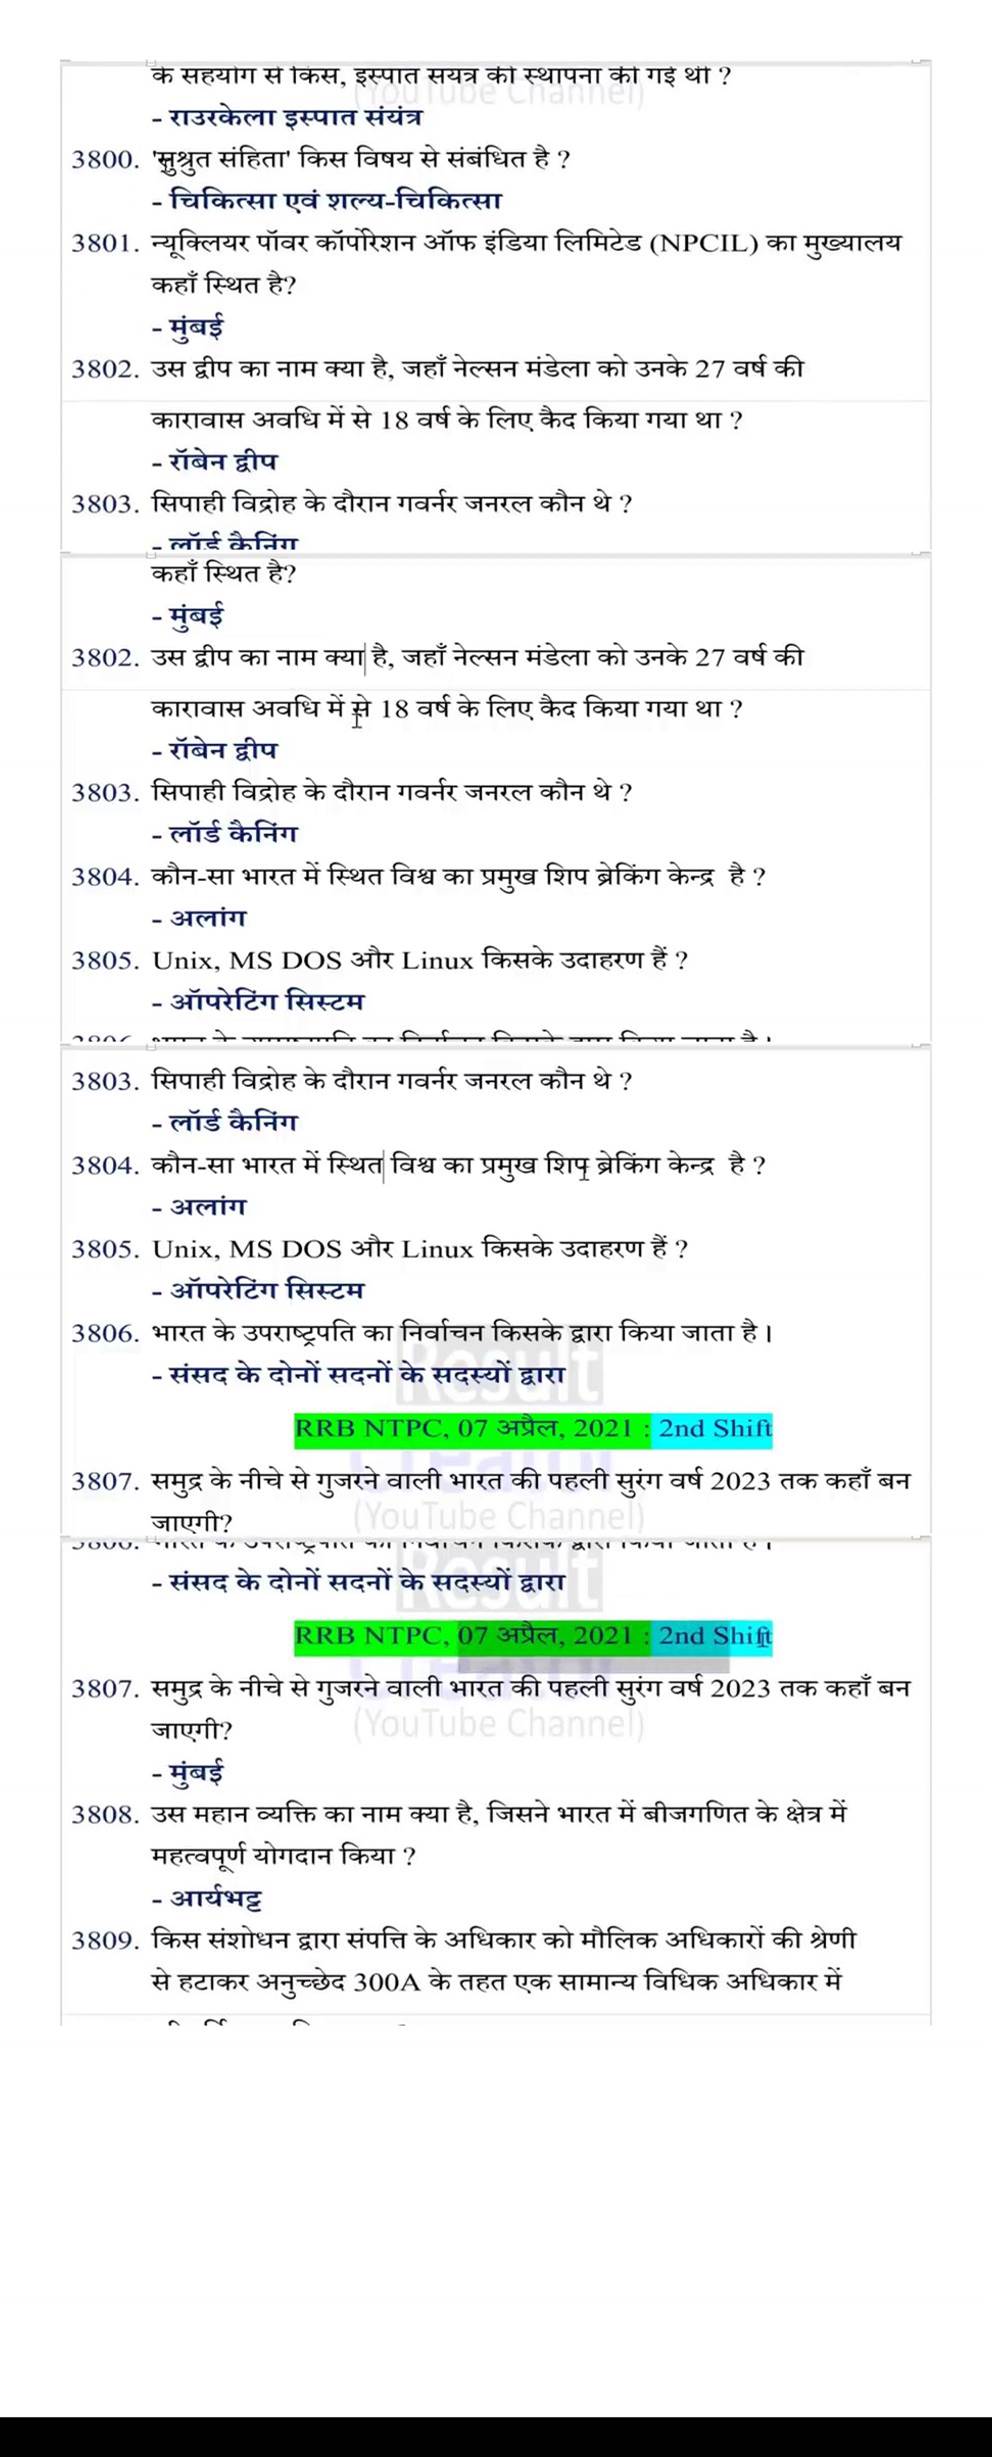 के सहयोग से किस, इस्पात संयंत्र की स्थापना की गई थी ?
(YouTube Channel)
- राउरकेला इस्पात संयंत्र
3800. 'सुश्रुत संहिता' किस विषय से संबंधित है ?
- चिकित्सा एवं शल्य-चिकित्सा
3801. न्यूक्लियर पॉवर कॉर्पोरेशन ऑफ इंडिया लिमिटेड (NPCIL) का मुख्यालय
कहाँ स्थित है?
- मुंबई
3802. उस द्वीप का नाम क्या है, जहाँ नेल्सन मंडेला को उनके 27 वर्ष की
कारावास अवधि में से 18 वर्ष के लिए कैद किया गया था ?
- रॉबेन द्वीप
3803. सिपाही विद्रोह के दौरान गवर्नर जनरल कौन थे ?
- लॉर्ड कैनिंग
कहाँ स्थित है?
- मुंबई
3802. उस द्वीप का नाम क्या है, जहाँ नेल्सन मंडेला को उनके 27 वर्ष की
कारावास अवधि में से 18 वर्ष के लिए कैद किया गया था ?
- रॉबेन द्वीप
3803. सिपाही विद्रोह के दौरान गवर्नर जनरल कौन थे ?
- लॉर्ड कैनिंग
3804. कौन-सा भारत में स्थित विश्व का प्रमुख शिप ब्रेकिंग केन्द्र है ?
- अलांग
3805. Unix, MS DOS और Linux किसके उदाहरण हैं ?
- ऑपरेटिंग सिस्टम
3803. सिपाही विद्रोह के दौरान गवर्नर जनरल कौन थे ?
- लॉर्ड कैनिंग
3804. कौन-सा भारत में स्थित विश्व का प्रमुख शिप ब्रेकिंग केन्द्र है ?
- अलांग
3805. Unix, MS DOS और Linux किसके उदाहरण हैं ?
- ऑपरेटिंग सिस्टम
3806. भारत के उपराष्ट्रपति का निर्वाचन किसके द्वारा किया जाता है।
Result
- संसद के दोनों सदनों के सदस्यों द्वारा
RRB NTPC, 07 अप्रैल, 2021 : 2nd Shift
3807. समुद्र के नीचे से गुजरने वाली भारत की पहली सुरंग वर्ष 2023 तक कहाँ बन
जाएगी?
(YouTube Channel)
- संसद के दोनों सदनों के सदस्यों द्वारा
Result
RRB NTPC, 07 अप्रैल, 2021 : 2nd Shift
3807. समुद्र के नीचे से गुजरने वाली भारत की पहली सुरंग वर्ष 2023 तक कहाँ बन
जाएगी?
(YouTube Channel)
- मुंबई
3808. उस महान व्यक्ति का नाम क्या है, जिसने भारत में बीजगणित के क्षेत्र में
महत्वपूर्ण योगदान किया ?
- आर्यभट्ट
3809. किस संशोधन द्वारा संपत्ति के अधिकार को मौलिक अधिकारों की श्रेणी
से हटाकर अनुच्छेद 300A के तहत एक सामान्य विधिक अधिकार में